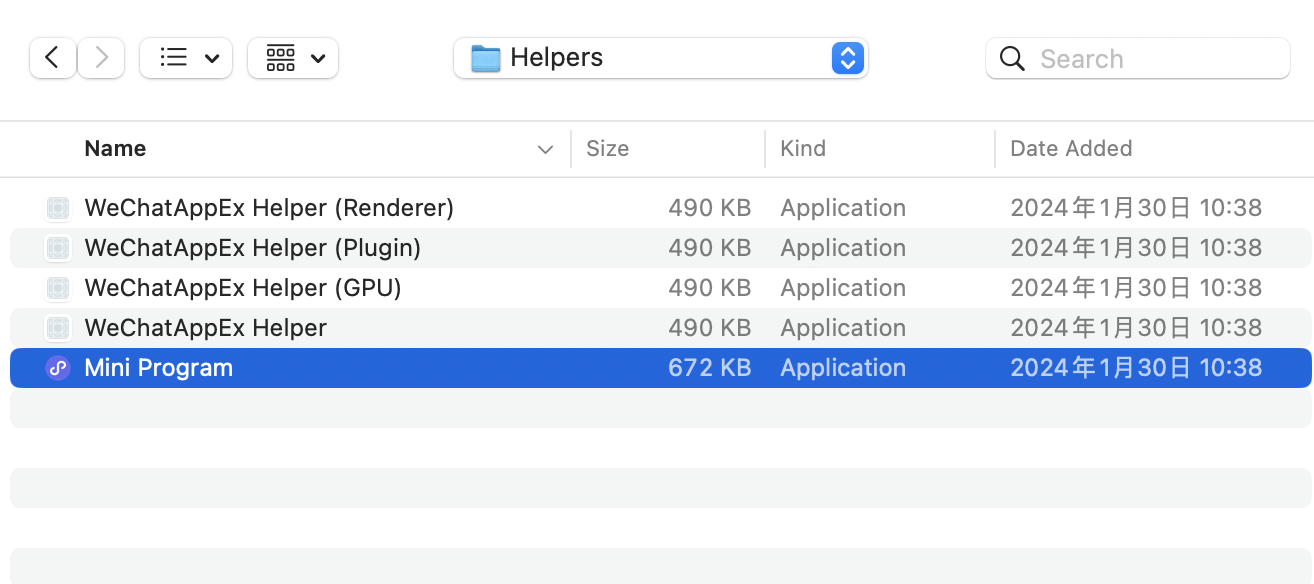 Helpers
Search
Name Size Kind Date Added
WeChatAppEx Helper (Renderer) 490 KB Application 2024年1月30日 10:38
WeChatAppEx Helper (Plugin) 490 KB Application 2024年1月30日 10:38
WeChatAppEx Helper (GPU) 490 KB Application 2024年1月30日 10:38
WeChatAppEx Helper 490 KB Application 2024年1月30日 10:38
Mini Program 672 KB Application 2024年1月30日 10:38